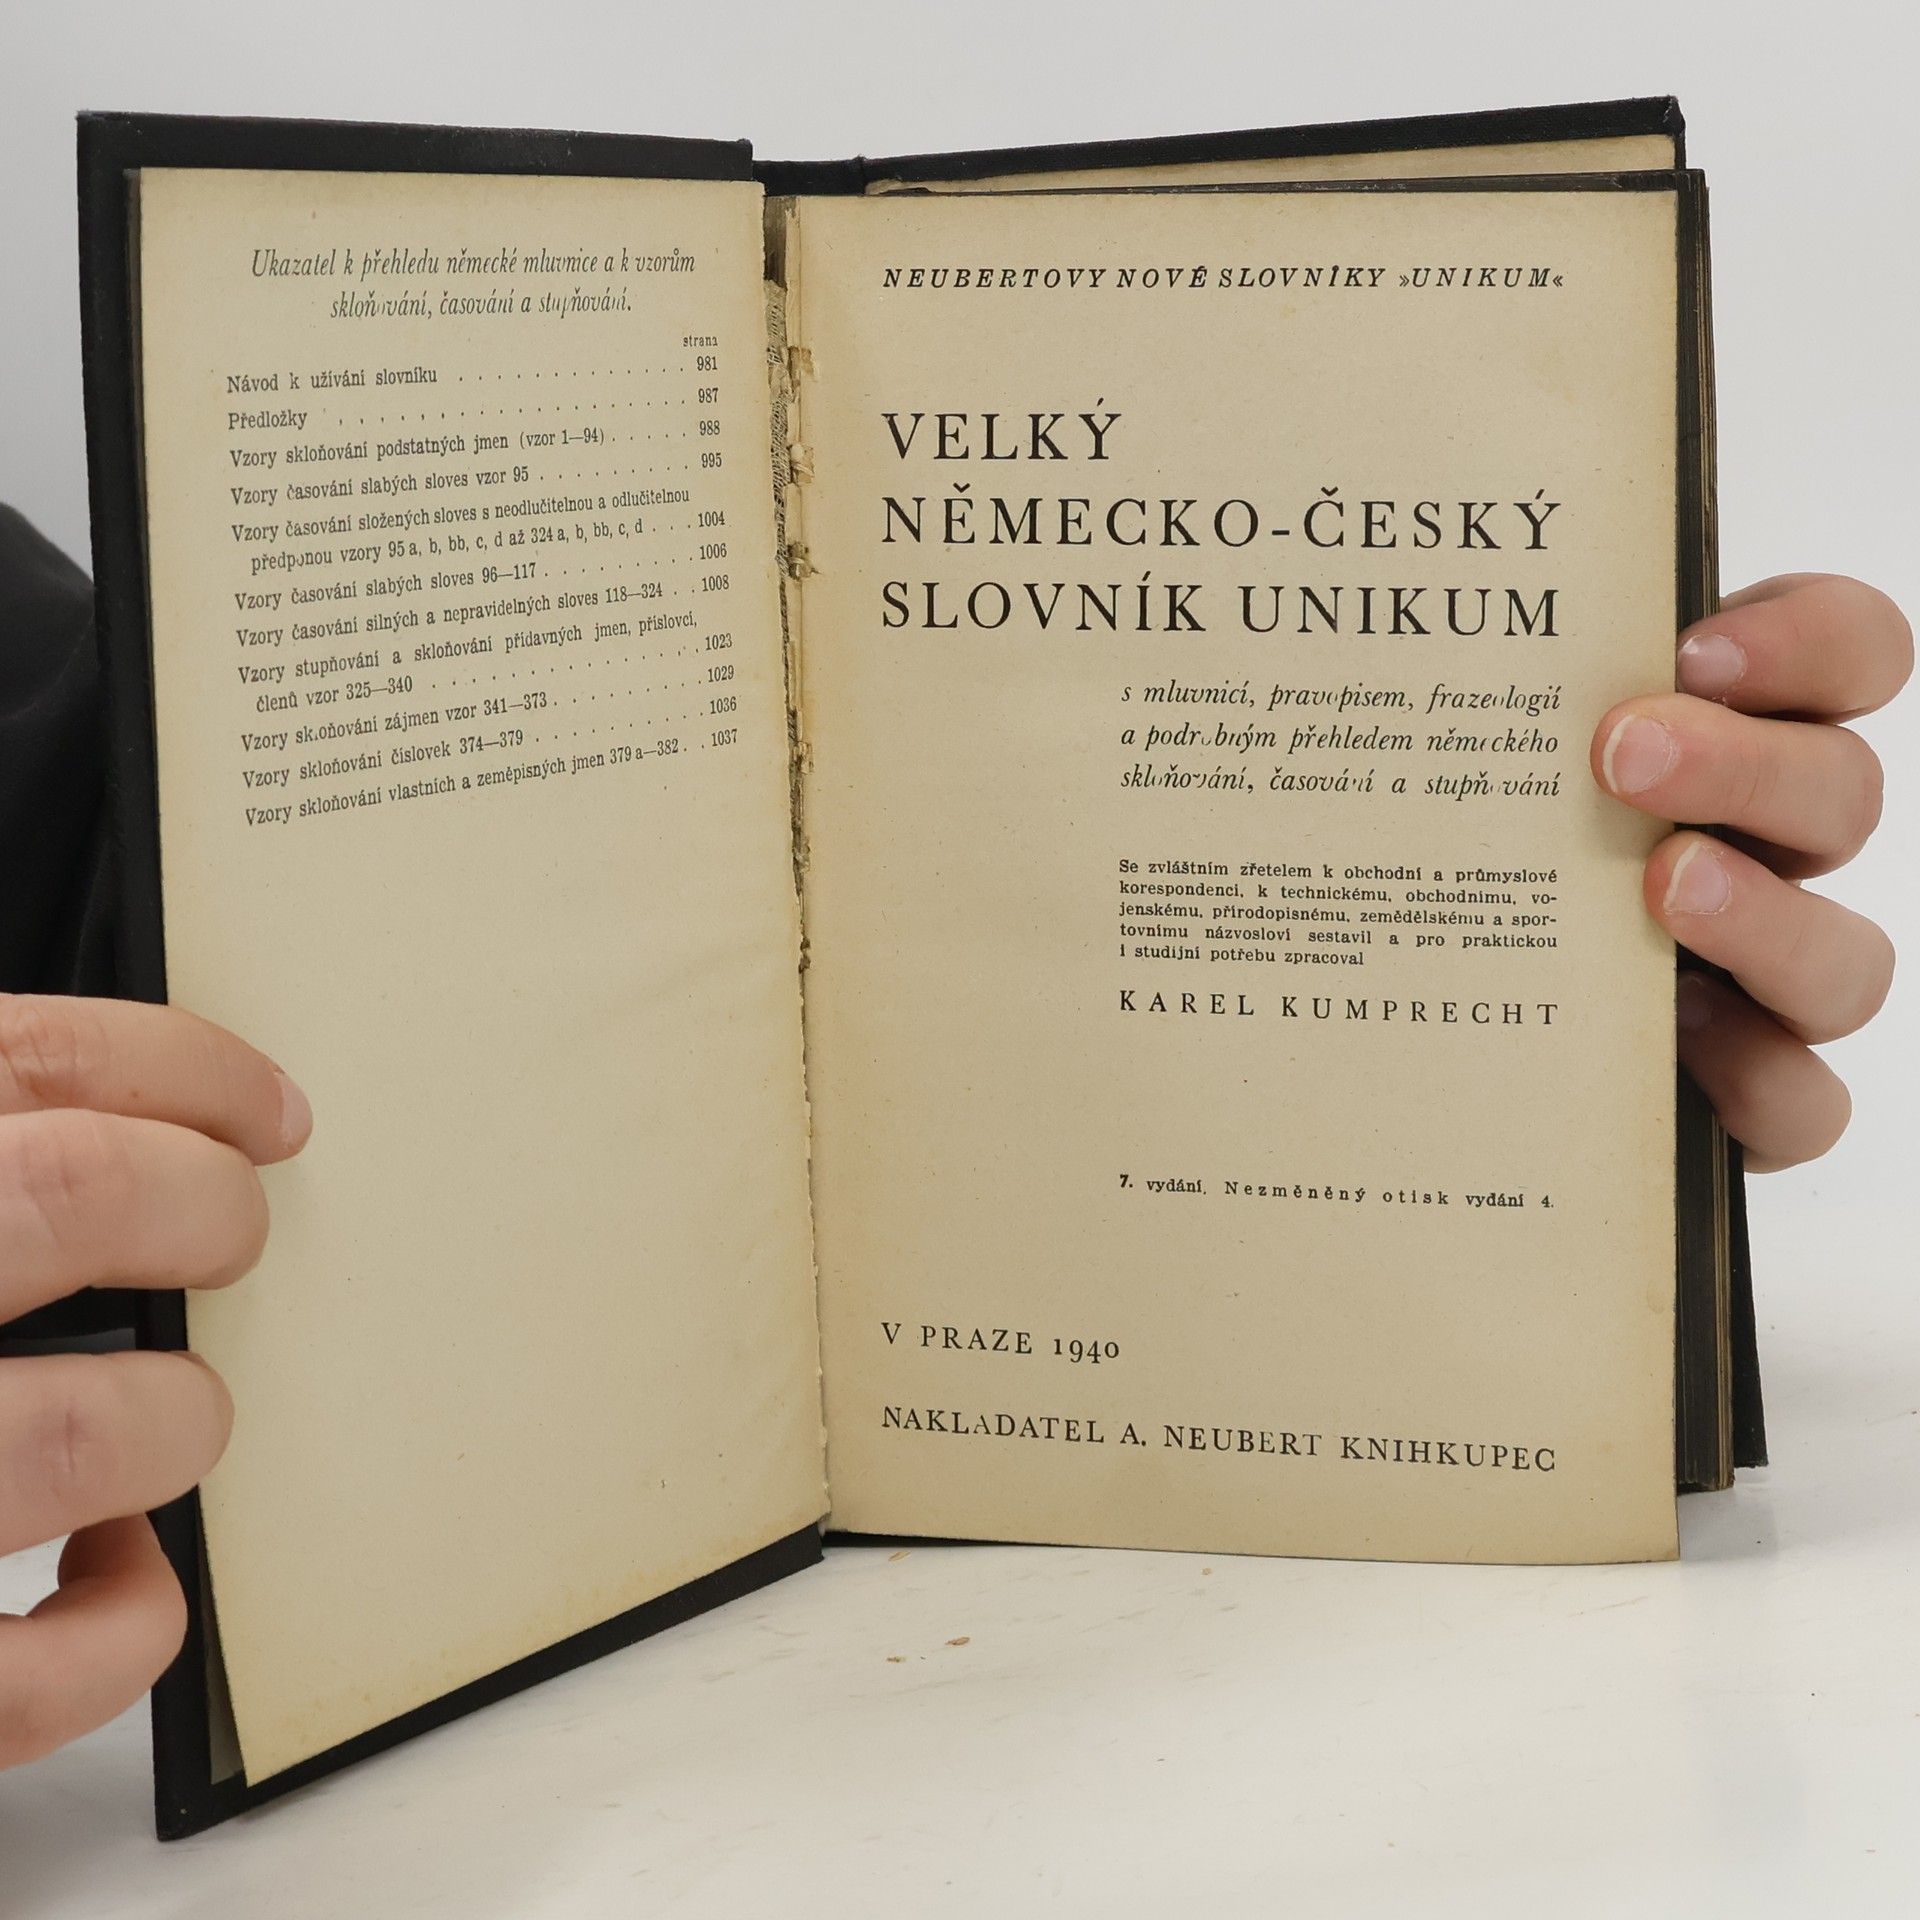 Ukazatel k přehledu německé mluvnice a k vzorům
skloňování, časování a stupňování.
strana
Návod k užívání slovníku . . . . . . . . . . . . . 981
Předložky . . . . . . . . . . . . . . . . . . . 987
Vzory skloňování podstatných jmen (vzor 1—94) . . . . . 988
Vzory časování slabých sloves vzor 95 . . . . . . . . . 995
Vzory časování složených sloves s neodlučitelnou a odlučitelnou
předponou vzory 95 a, b, bb, c, d až 324 a, b, bb, c, d . . . 1004
Vzory časování slabých sloves 96—117 . . . . . . . . . 1006
Vzory časování silných a nepravidelných sloves 118—324 . . 1008
Vzory stupňování a skloňování přídavných jmen, příslovcí,
členů vzor 325—340 . . . . . . . . . . . . . . 1023
Vzory skloňování zájmen vzor 341—373 . . . . . . . . . 1029
Vzory skloňování číslovek 374—379 . . . . . . . . . . 1036
Vzory skloňování vlastních a zeměpisných jmen 379 a—382 . . 1037
NEUBERTOVY NOVÉ SLOVNÍKY »UNIKUM«
VELKÝ
NĚMECKO-ČESKÝ
SLOVNÍK UNIKUM
s mluvnicí, pravopisem, frazeologií
a podrobným přehledem německého
skloňování, časování a stupňování
Se zvláštním zřetelem k obchodní a průmyslové
korespondenci, k technickému, obchodnímu, vo-
jenskému, přírodopisnému, zemědělskému a spor-
tovnímu názvosloví sestavil a pro praktickou
i studijní potřebu zpracoval
KAREL KUMPRECHT
7. vydání. Nezměněný otisk vydání 4.
V PRAZE 1940
NAKLADATEL A. NEUBERT KNIHKUPEC